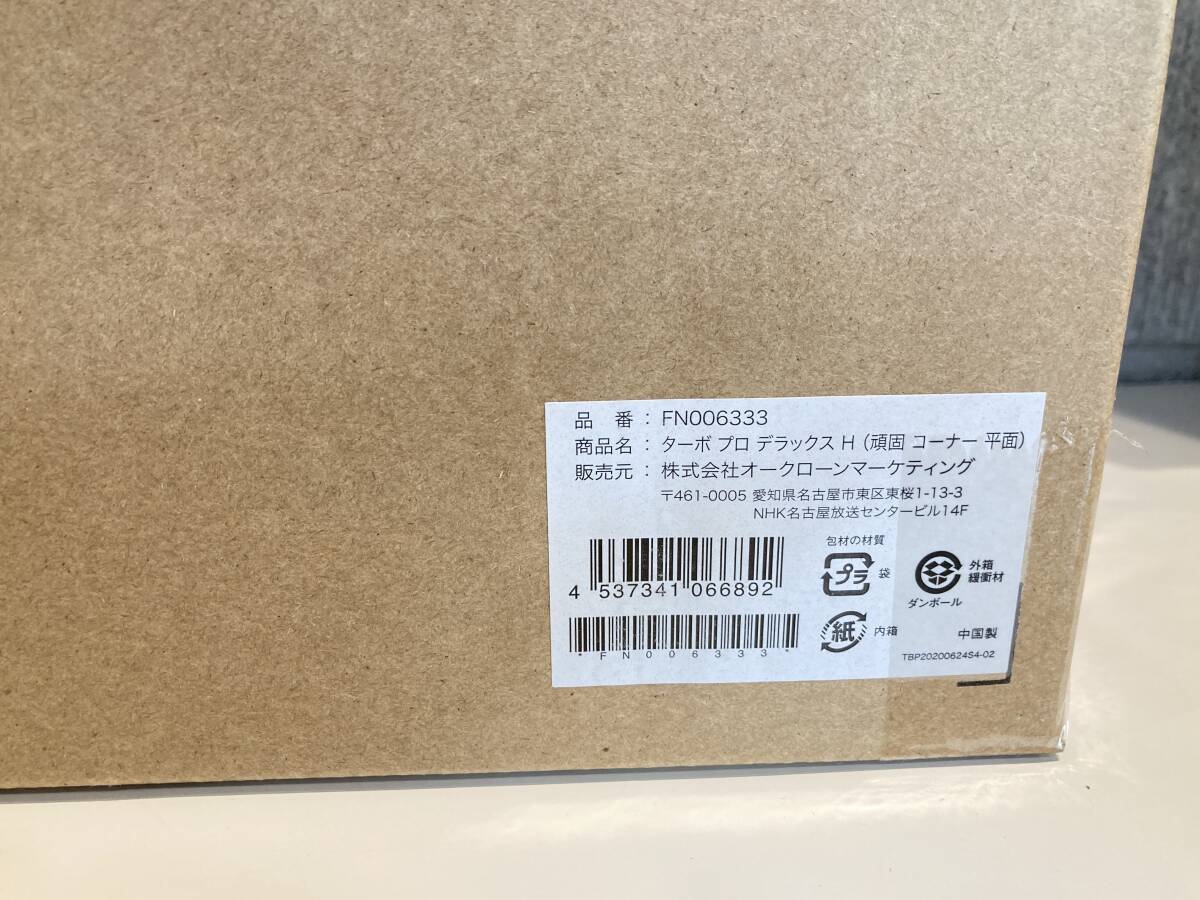 品 番 : FN006333
商品名 : ターボ プロ デラックス H (頑固 コーナー 平面)
販売元 : 株式会社オークローンマーケティング
〒461-0005 愛知県名古屋市東区東桜1-13-3
NHK名古屋放送センタービル14F
包材の材質
プラ 袋
外箱
緩衝材
ダンボール
4 537341 066892
紙 内箱
中国製
*FN006333*
TBP20200624S4-02